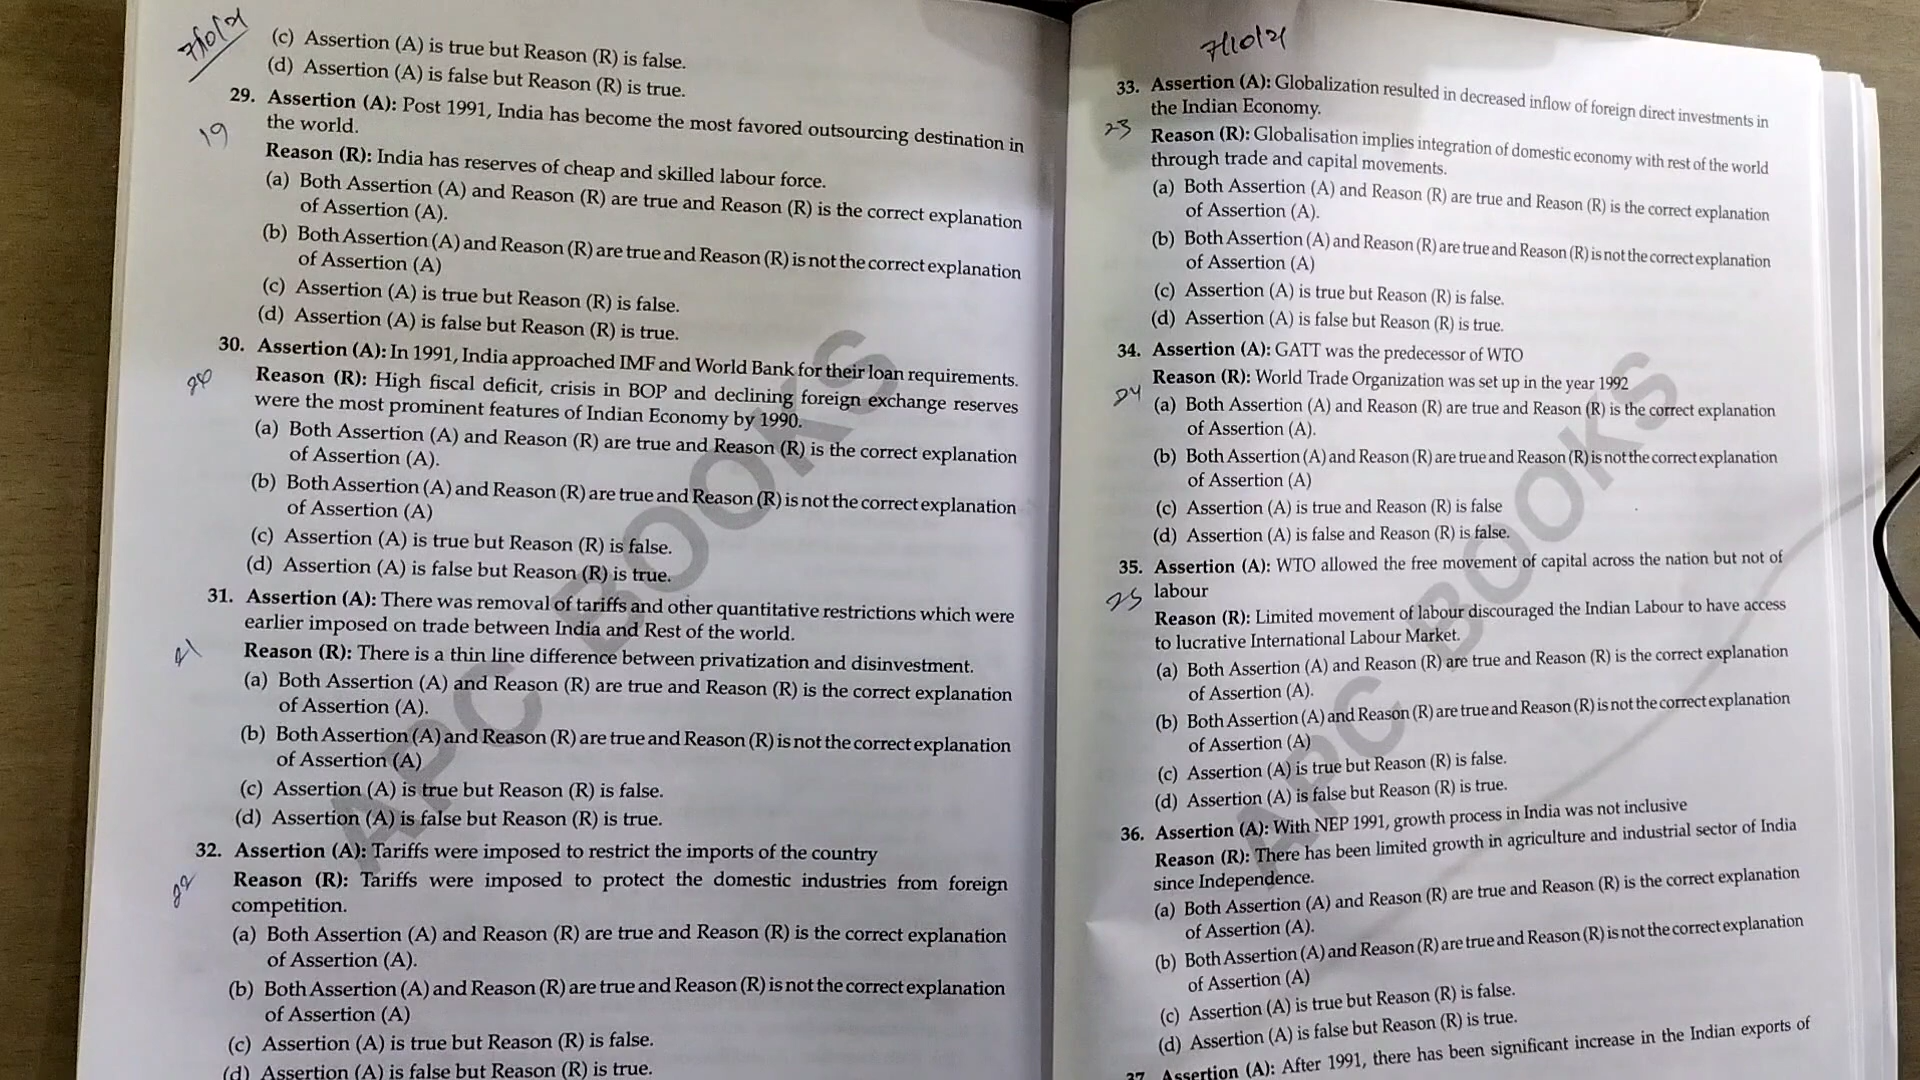 (c) Assertion (A) is true but Reason (R) is false.
(d) Assertion (A) is false but Reason (R) is true.
29. Assertion (A): Post 1991, India has become the most favored outsourcing destination in
the world.
19
Reason (R): India has reserves of cheap and skilled labour force.
(a) Both Assertion (A) and Reason (R) are true and Reason (R) is the correct explanation
of Assertion (A).
(b) Both Assertion (A) and Reason (R) are true and Reason (R) is not the correct explanation
of Assertion (A)
(c) Assertion (A) is true but Reason (R) is false.
(d) Assertion (A) is false but Reason (R) is true.
30. Assertion (A): In 1991, India approached IMF and World Bank for their loan requirements.
20
Reason (R): High fiscal deficit, crisis in BOP and declining foreign exchange reserves
were the most prominent features of Indian Economy by 1990.
(a) Both Assertion (A) and Reason (R) are true and Reason (R) is the correct explanation
of Assertion (A).
(b) Both Assertion (A) and Reason (R) are true and Reason (R) is not the correct explanation
of Assertion (A)
(c) Assertion (A) is true but Reason (R) is false.
(d) Assertion (A) is false but Reason (R) is true.
31. Assertion (A): There was removal of tariffs and other quantitative restrictions which were
earlier imposed on trade between India and Rest of the world.
21
Reason (R): There is a thin line difference between privatization and disinvestment.
(a) Both Assertion (A) and Reason (R) are true and Reason (R) is the correct explanation
of Assertion (A).
(b) Both Assertion (A) and Reason (R) are true and Reason (R) is not the correct explanation
of Assertion (A)
(c) Assertion (A) is true but Reason (R) is false.
(d) Assertion (A) is false but Reason (R) is true.
32. Assertion (A): Tariffs were imposed to restrict the imports of the country
22
Reason (R): Tariffs were imposed to protect the domestic industries from foreign
competition.
(a) Both Assertion (A) and Reason (R) are true and Reason (R) is the correct explanation
of Assertion (A).
(b) Both Assertion (A) and Reason (R) are true and Reason (R) is not the correct explanation
of Assertion (A)
(c) Assertion (A) is true but Reason (R) is false.
(d) Assertion (A) is false but Reason (R) is true.
APC BOOKS
33. Assertion (A): Globalization resulted in decreased inflow of foreign direct investments in
the Indian Economy.
23
Reason (R): Globalisation implies integration of domestic economy with rest of the world
through trade and capital movements.
(a) Both Assertion (A) and Reason (R) are true and Reason (R) is the correct explanation
of Assertion (A).
(b) Both Assertion (A) and Reason (R) are true and Reason (R) is not the correct explanation
of Assertion (A)
(c) Assertion (A) is true but Reason (R) is false.
(d) Assertion (A) is false but Reason (R) is true.
34. Assertion (A): GATT was the predecessor of WTO
Reason (R): World Trade Organization was set up in the year 1992
24
(a) Both Assertion (A) and Reason (R) are true and Reason (R) is the correct explanation
of Assertion (A).
(b) Both Assertion (A) and Reason (R) are true and Reason (R) is not the correct explanation
of Assertion (A)
(c) Assertion (A) is true and Reason (R) is false
(d) Assertion (A) is false and Reason (R) is false.
35. Assertion (A): WTO allowed the free movement of capital across the nation but not of
labour
25
Reason (R): Limited movement of labour discouraged the Indian Labour to have access
to lucrative International Labour Market.
(a) Both Assertion (A) and Reason (R) are true and Reason (R) is the correct explanation
of Assertion (A).
(b) Both Assertion (A) and Reason (R) are true and Reason (R) is not the correct explanation
of Assertion (A)
(c) Assertion (A) is true but Reason (R) is false.
(d) Assertion (A) is false but Reason (R) is true.
36. Assertion (A): With NEP 1991, growth process in India was not inclusive
Reason (R): There has been limited growth in agriculture and industrial sector of India
since Independence.
(a) Both Assertion (A) and Reason (R) are true and Reason (R) is the correct explanation
of Assertion (A).
(b) Both Assertion (A) and Reason (R) are true and Reason (R) is not the correct explanation
of Assertion (A)
(c) Assertion (A) is true but Reason (R) is false.
(d) Assertion (A) is false but Reason (R) is true.
37. Assertion (A): After 1991, there has been significant increase in the Indian exports of
APC BOOKS